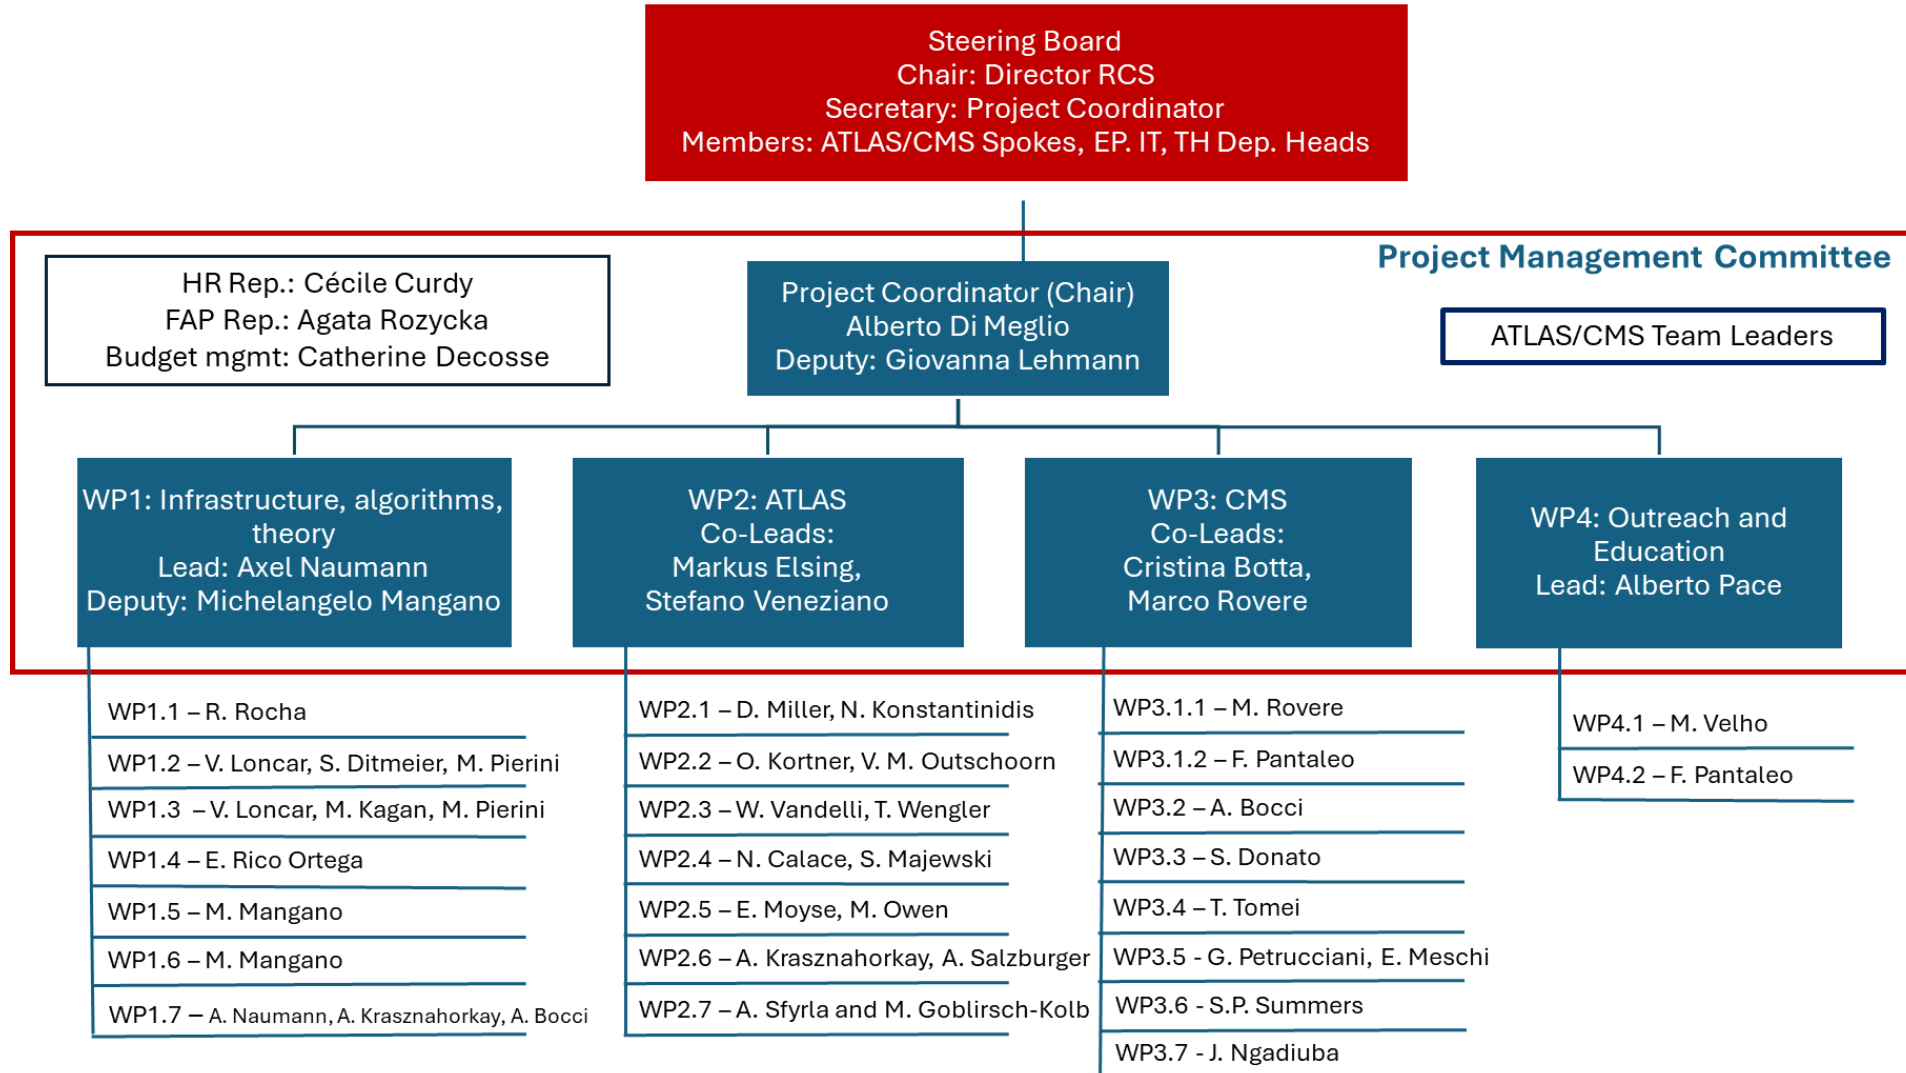 Steering Board
Chair: Director RCS
Secretary: Project Coordinator
Members: ATLAS/CMS Spokes, EP. IT, TH Dep. Heads
Project Management Committee
HR Rep.: Cécile Curdy
FAP Rep.: Agata Rozycka
Budget mgmt: Catherine Decosse
Project Coordinator (Chair)
Alberto Di Meglio
Deputy: Giovanna Lehmann
ATLAS/CMS Team Leaders
WP1: Infrastructure, algorithms,
theory
Lead: Axel Naumann
Deputy: Michelangelo Mangano
WP2: ATLAS
Co-Leads:
Markus Elsing,
Stefano Veneziano
WP3: CMS
Co-Leads:
Cristina Botta,
Marco Rovere
WP4: Outreach and
Education
Lead: Alberto Pace
WP1.1 – R. Rocha
WP1.2 – V. Loncar, S. Ditmeier, M. Pierini
WP1.3 – V. Loncar, M. Kagan, M. Pierini
WP1.4 – E. Rico Ortega
WP1.5 – M. Mangano
WP1.6 – M. Mangano
WP1.7 – A. Naumann, A. Krasznahorkay, A. Bocci
WP2.1 – D. Miller, N. Konstantinidis
WP2.2 – O. Kortner, V. M. Outschoorn
WP2.3 – W. Vandelli, T. Wengler
WP2.4 – N. Calace, S. Majewski
WP2.5 – E. Moyse, M. Owen
WP2.6 – A. Krasznahorkay, A. Salzburger
WP2.7 – A. Sfyrla and M. Goblirsch-Kolb
WP3.1.1 – M. Rovere
WP3.1.2 – F. Pantaleo
WP3.2 – A. Bocci
WP3.3 – S. Donato
WP3.4 – T. Tomei
WP3.5 - G. Petrucciani, E. Meschi
WP3.6 - S.P. Summers
WP3.7 - J. Ngadiuba
WP4.1 – M. Velho
WP4.2 – F. Pantaleo